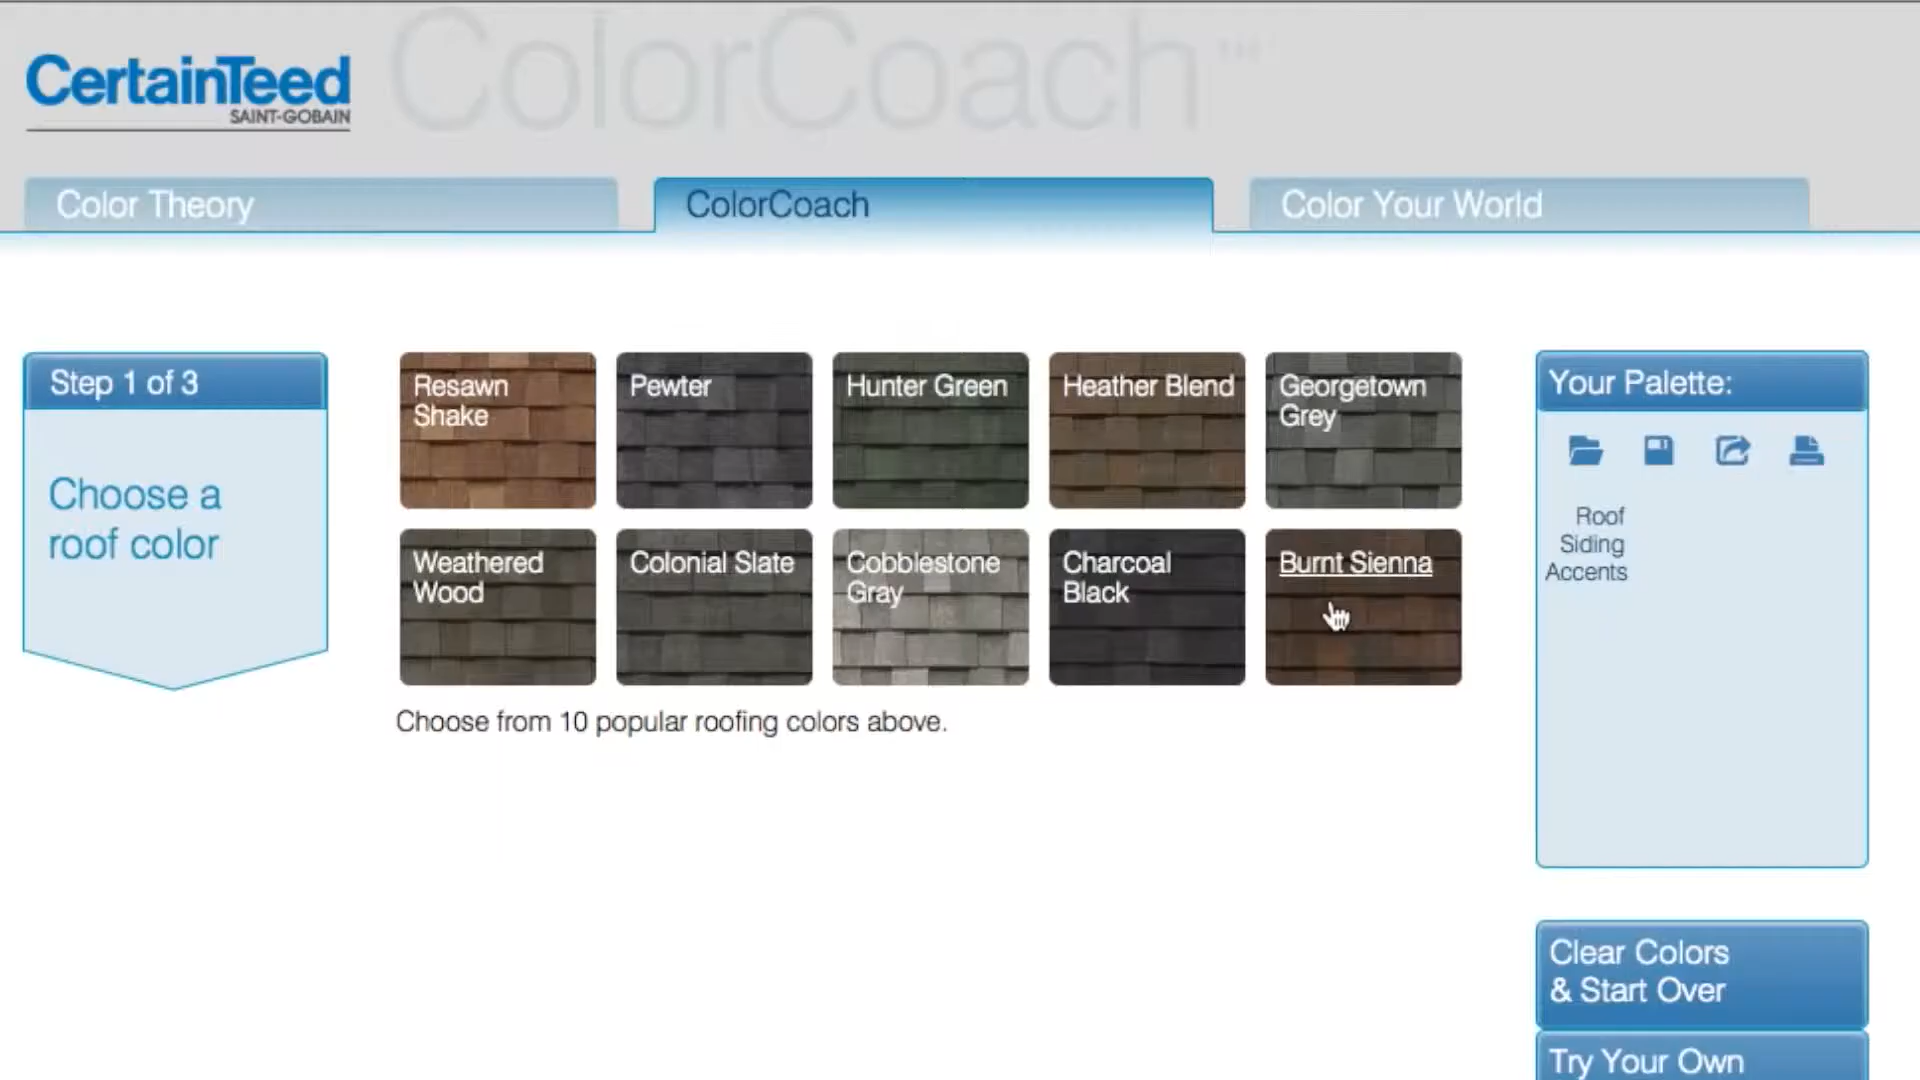 ColorCoach™
CertainTeed
SAINT-GOBAIN
Color Theory
ColorCoach
Color Your World
Step 1 of 3
Choose a
roof color
Resawn
Shake
Pewter
Hunter Green
Heather Blend
Georgetown
Grey
Weathered
Wood
Colonial Slate
Cobblestone
Gray
Charcoal
Black
Burnt Sienna
Choose from 10 popular roofing colors above.
Your Palette:
Roof
Siding
Accents
Clear Colors
& Start Over
Try Your Own